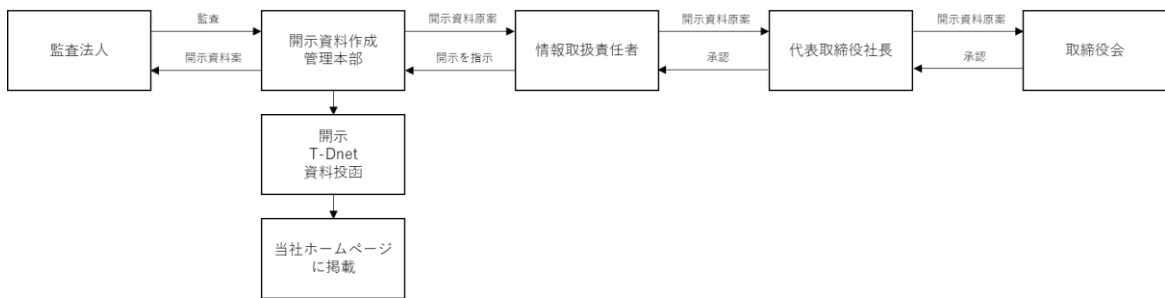 監査
開示資料原案
開示資料原案
開示資料原案
監査法人
開示資料作成
管理本部
情報取扱責任者
代表取締役社長
取締役会
開示資料案
開示を指示
承認
承認
開示
T-Dnet
資料投函
当社ホームページ
に掲載